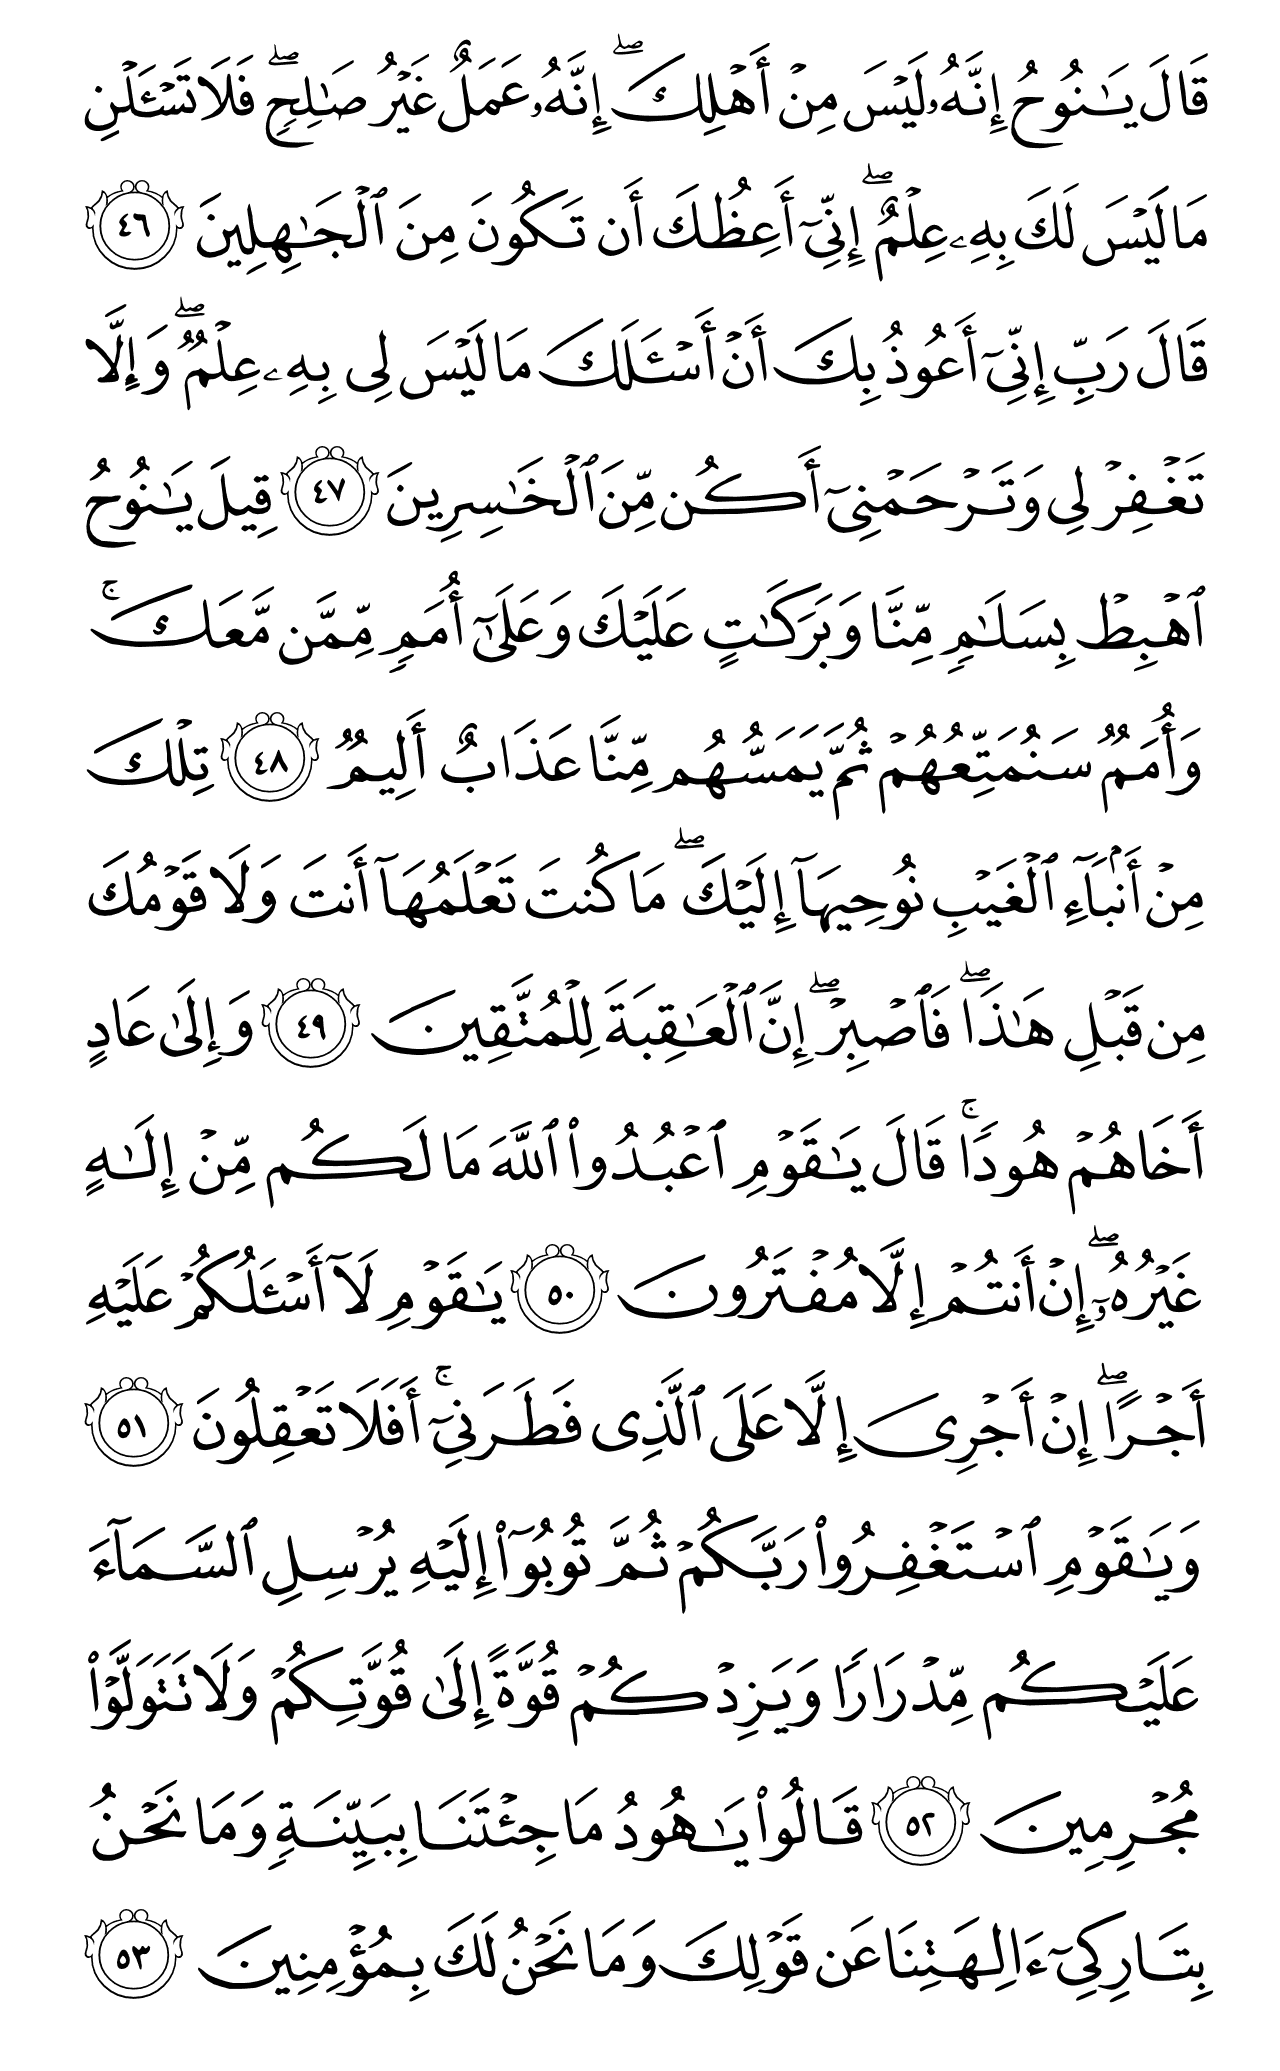 قَالَ يَـٰنُوحُ إِنَّهُۥ لَيۡسَ مِنۡ أَهۡلِكَۖ إِنَّهُۥ عَمَلٌ غَيۡرُ صَـٰلِحٖۖ فَلَا تَسۡـَٔلۡنِ
مَا لَيۡسَ لَكَ بِهِۦ عِلۡمٌۖ إِنِّيٓ أَعِظُكَ أَن تَكُونَ مِنَ ٱلۡجَـٰهِلِينَ ٤٦
قَالَ رَبِّ إِنِّيٓ أَعُوذُ بِكَ أَنۡ أَسۡـَٔلَكَ مَا لَيۡسَ لِي بِهِۦ عِلۡمٞۖ وَإِلَّا
تَغۡفِرۡ لِي وَتَرۡحَمۡنِيٓ أَكُن مِّنَ ٱلۡخَـٰسِرِينَ ٤٧ قِيلَ يَـٰنُوحُ
ٱهۡبِطۡ بِسَلَـٰمٖ مِّنَّا وَبَرَكَـٰتٍ عَلَيۡكَ وَعَلَىٰٓ أُمَمٖ مِّمَّن مَّعَكَۚ
وَأُمَمٞ سَنُمَتِّعُهُمۡ ثُمَّ يَمَسُّهُم مِّنَّا عَذَابٌ أَلِيمٞ ٤٨ تِلۡكَ
مِنۡ أَنۢبَآءِ ٱلۡغَيۡبِ نُوحِيهَآ إِلَيۡكَۖ مَا كُنتَ تَعۡلَمُهَآ أَنتَ وَلَا قَوۡمُكَ
مِن قَبۡلِ هَـٰذَاۖ فَٱصۡبِرۡۖ إِنَّ ٱلۡعَـٰقِبَةَ لِلۡمُتَّقِينَ ٤٩ وَإِلَىٰ عَادٍ
أَخَاهُمۡ هُودٗاۚ قَالَ يَـٰقَوۡمِ ٱعۡبُدُواْ ٱللَّهَ مَا لَكُم مِّنۡ إِلَـٰهٍ
غَيۡرُهُۥٓۖ إِنۡ أَنتُمۡ إِلَّا مُفۡتَرُونَ ٥٠ يَـٰقَوۡمِ لَآ أَسۡـَٔلُكُمۡ عَلَيۡهِ
أَجۡرًاۖ إِنۡ أَجۡرِيَ إِلَّا عَلَى ٱلَّذِي فَطَرَنِيٓۚ أَفَلَا تَعۡقِلُونَ ٥١
وَيَـٰقَوۡمِ ٱسۡتَغۡفِرُواْ رَبَّكُمۡ ثُمَّ تُوبُوٓاْ إِلَيۡهِ يُرۡسِلِ ٱلسَّمَآءَ
عَلَيۡكُم مِّدۡرَارٗا وَيَزِدۡكُمۡ قُوَّةً إِلَىٰ قُوَّتِكُمۡ وَلَا تَتَوَلَّوۡاْ
مُجۡرِمِينَ ٥٢ قَالُواْ يَـٰهُودُ مَا جِئۡتَنَا بِبَيِّنَةٖ وَمَا نَحۡنُ
بِتَارِكِيٓ ءَالِهَتِنَا عَن قَوۡلِكَ وَمَا نَحۡنُ لَكَ بِمُؤۡمِنِينَ ٥٣